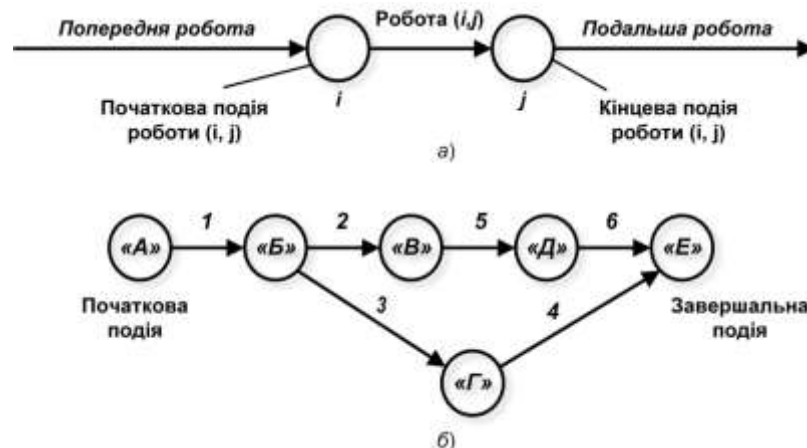 Попередня робота
Робота (i,j)
Подальша робота
Початкова подія
роботи (i, j)
i
j
Кінцева подія
роботи (i, j)
а)
1
2
5
6
«А»
«Б»
«В»
«Д»
«Е»
Початкова
подія
3
4
Завершальна
подія
«Г»
б)